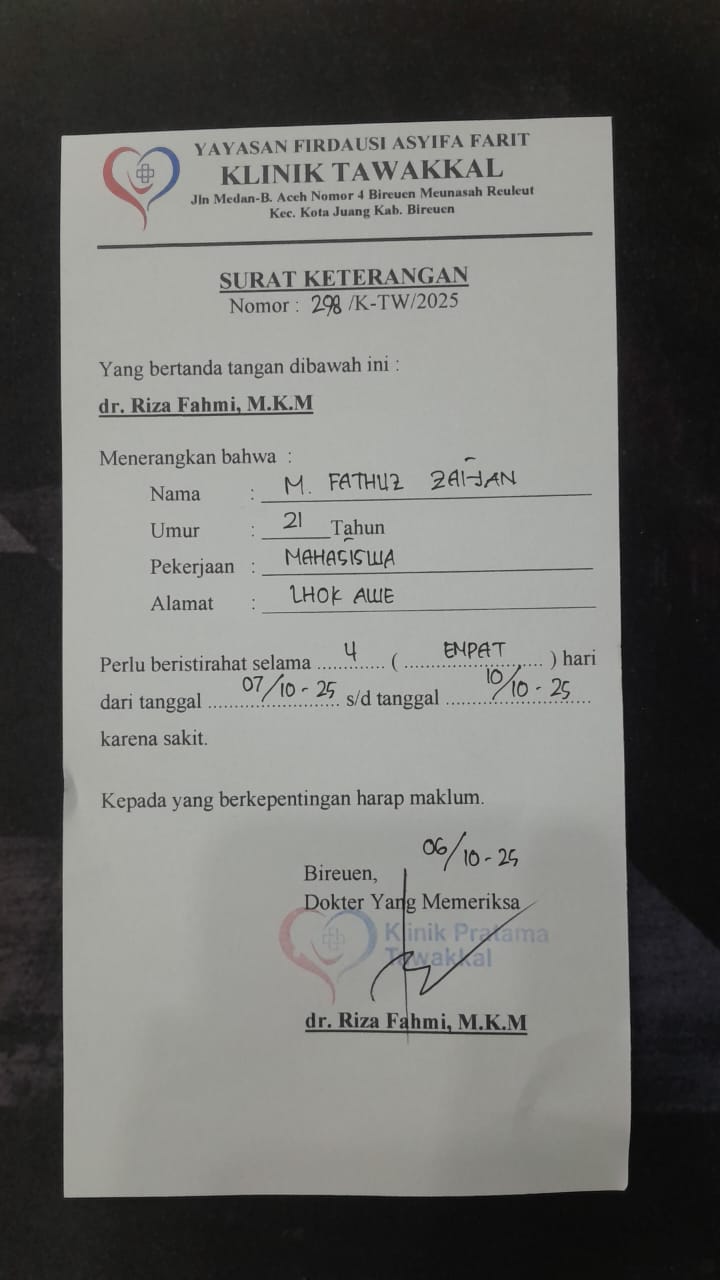 YAYASAN FIRDAUSI ASYIFA FARIT
KLINIK TAWAKKAL
Jln Medan-B. Aceh Nomor 4 Bireuen Meunasah Reuleut
Kec. Kota Juang Kab. Bireuen
SURAT KETERANGAN
Nomor : 298 /K-TW/2025
Yang bertanda tangan dibawah ini :
dr. Riza Fahmi, M.K.M
Menerangkan bahwa :
Nama : M. FATHUZ
Umur : 21 Tahun
Pekerjaan : MAHASISWA
Alamat : LHOK AWE
Perlu beristirahat selama ............. 4 ( ........ EMPAT ........ ) hari
dari tanggal ........ 07/10-25 ........ s/d tanggal ........ 10/10-25 ........
karena sakit.
Kepada yang berkepentingan harap maklum.
Bireuen, 06/10-25
Dokter Yang Memeriksa
Klinik Pratama
Tawakkal
dr. Riza Fahmi, M.K.M